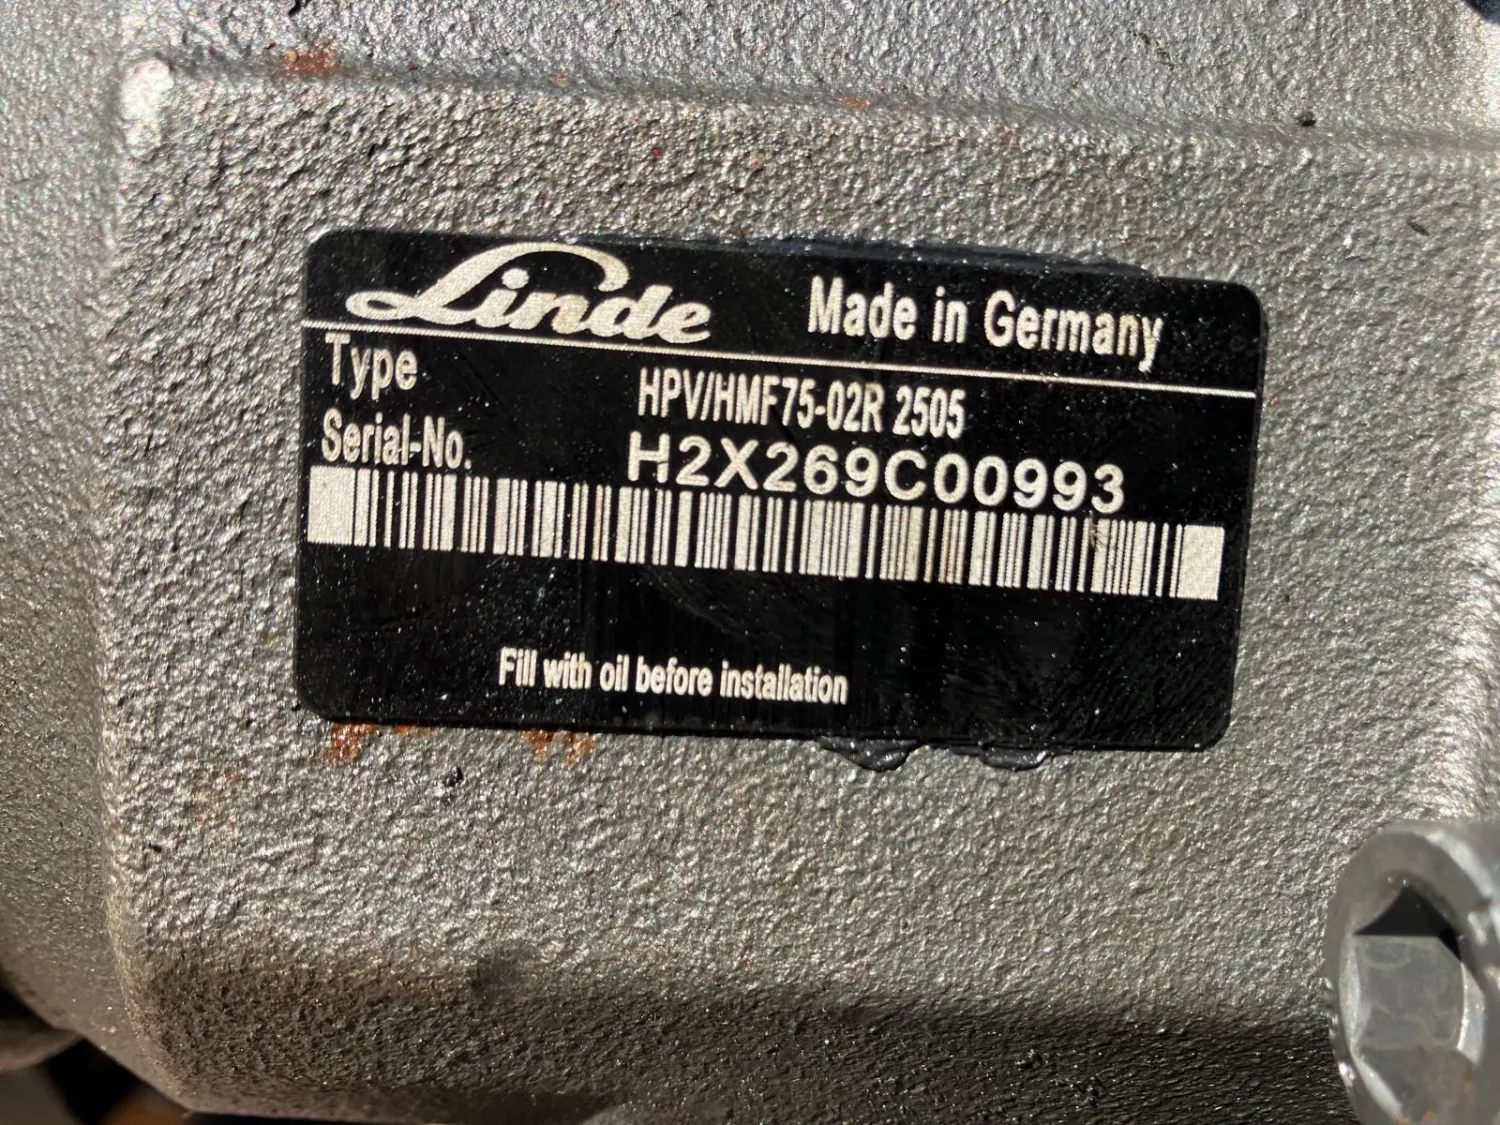 Linde Made in Germany
Type HPV/HMF75-02R 2505
Serial-No. H2X269C00993
Fill with oil before installation